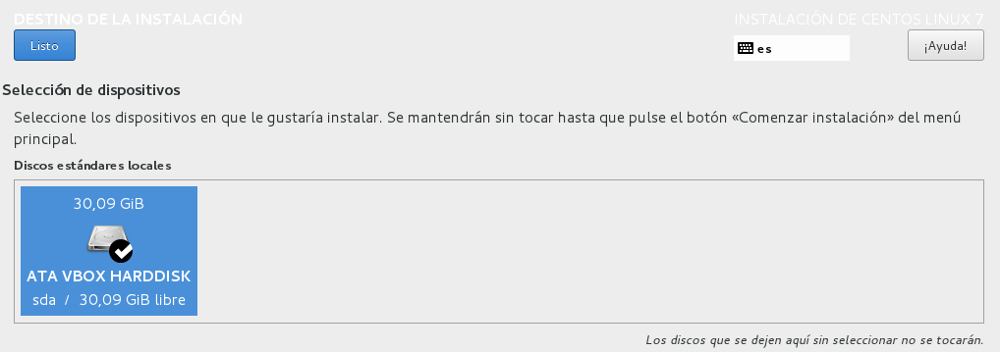 DESTINO DE LA INSTALACIÓN
INSTALACIÓN DE CENTOS LINUX 7
Listo
es
¡Ayuda!
Selección de dispositivos
Seleccione los dispositivos en que le gustaría instalar. Se mantendrán sin tocar hasta que pulse el botón «Comenzar instalación» del menú
principal.
Discos estándares locales
30,09 GiB
ATA VBOX HARDDISK
sda / 30,09 GiB libre
Los discos que se dejen aquí sin seleccionar no se tocarán.